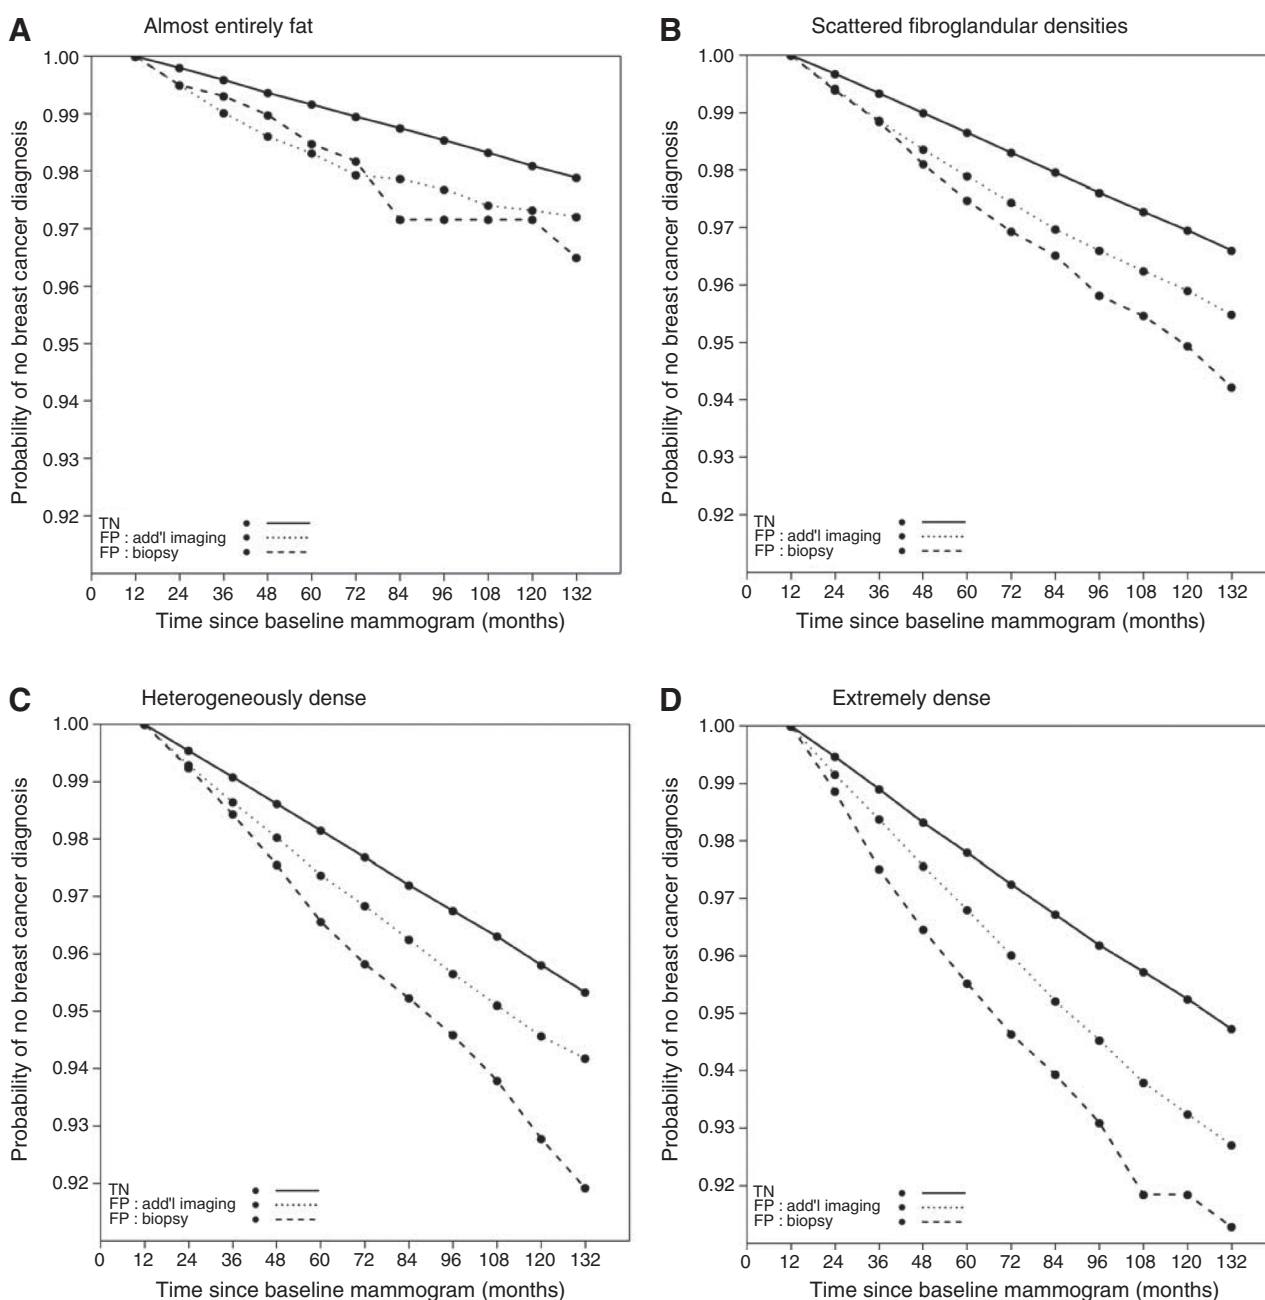 A Almost entirely fat
Probability of no breast cancer diagnosis
1.00
0.99
0.98
0.97
0.96
0.95
0.94
0.93
0.92
TN
FP : add'l imaging
FP : biopsy
0 12 24 36 48 60 72 84 96 108 120 132
Time since baseline mammogram (months)
B Scattered fibroglandular densities
Probability of no breast cancer diagnosis
1.00
0.99
0.98
0.97
0.96
0.95
0.94
0.93
0.92
TN
FP : add'l imaging
FP : biopsy
0 12 24 36 48 60 72 84 96 108 120 132
Time since baseline mammogram (months)
C Heterogeneously dense
Probability of no breast cancer diagnosis
1.00
0.99
0.98
0.97
0.96
0.95
0.94
0.93
0.92
TN
FP : add'l imaging
FP : biopsy
0 12 24 36 48 60 72 84 96 108 120 132
Time since baseline mammogram (months)
D Extremely dense
Probability of no breast cancer diagnosis
1.00
0.99
0.98
0.97
0.96
0.95
0.94
0.93
0.92
TN
FP : add'l imaging
FP : biopsy
0 12 24 36 48 60 72 84 96 108 120 132
Time since baseline mammogram (months)